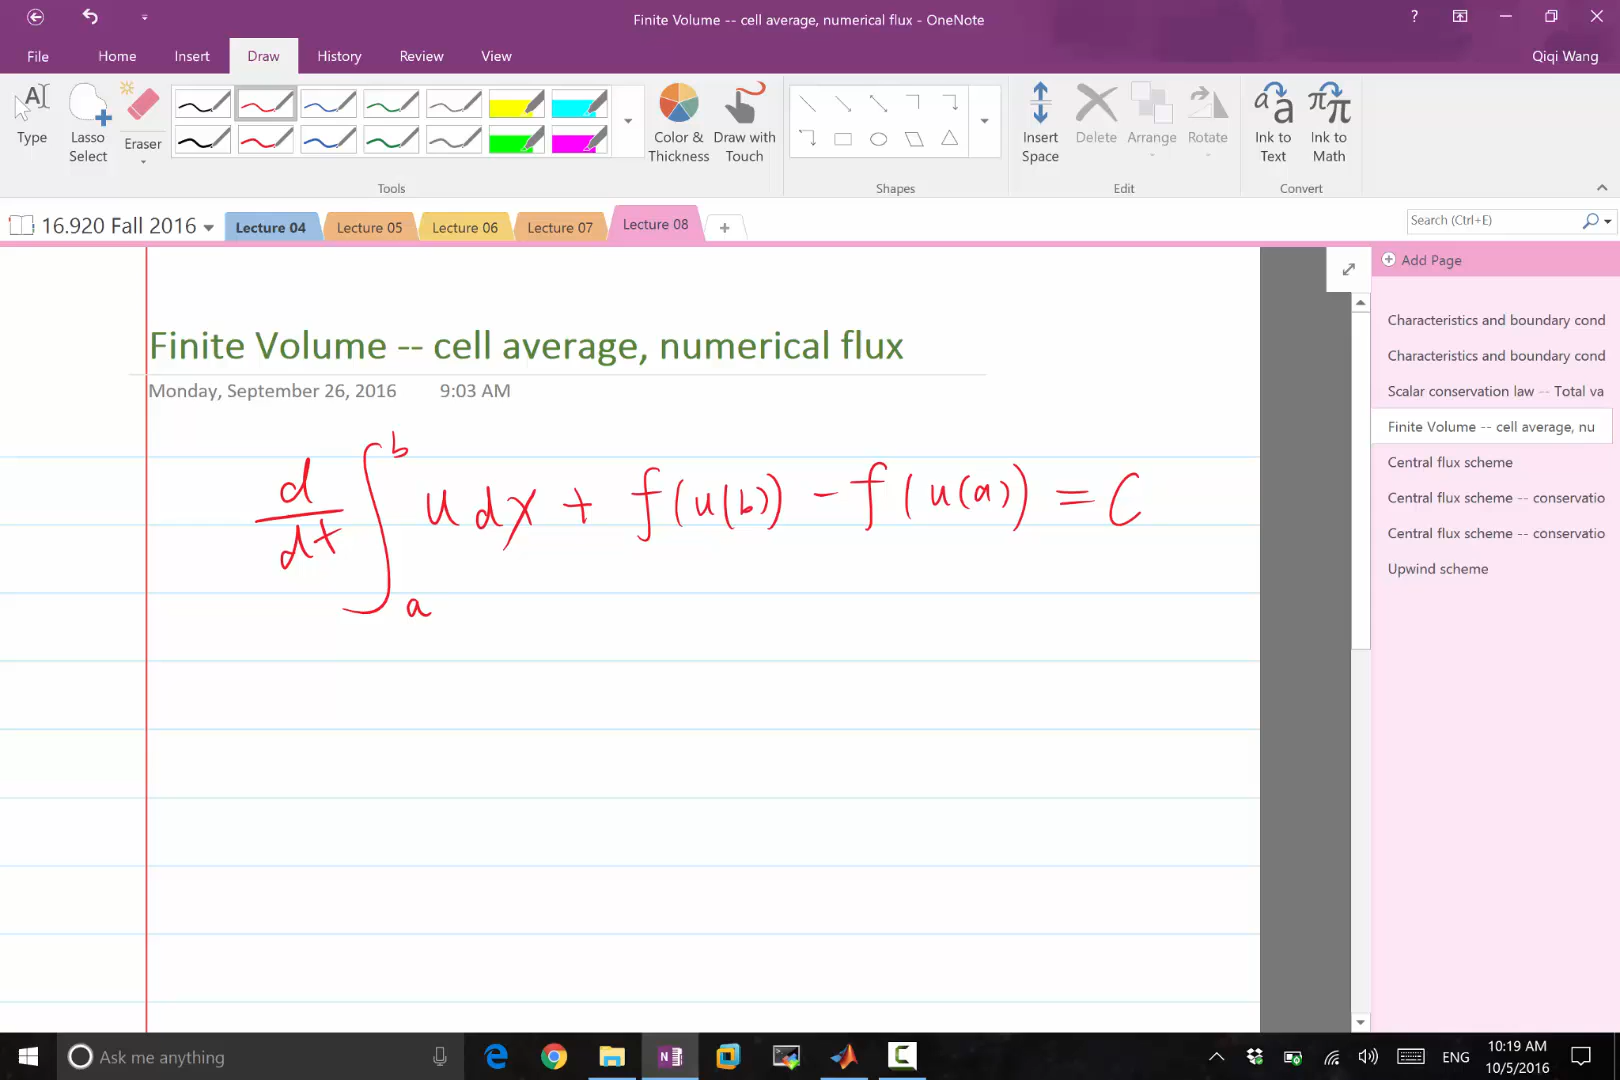 Finite Volume -- cell average, numerical flux - OneNote
?
File Home Insert Draw History Review View
Qiqi Wang
Type
Lasso Select
Eraser
Color & Thickness
Draw with Touch
Insert Space
Delete
Arrange
Rotate
Ink to Text
Ink to Math
Tools
Shapes
Edit
Convert
16.920 Fall 2016
Lecture 04 Lecture 05 Lecture 06 Lecture 07 Lecture 08 +
Search (Ctrl+E)
Add Page
Finite Volume -- cell average, numerical flux
Monday, September 26, 2016 9:03 AM
d/dt ∫_a^b u dx + f(u(b)) - f(u(a)) = C
Characteristics and boundary cond
Characteristics and boundary cond
Scalar conservation law -- Total va
Finite Volume -- cell average, nu
Central flux scheme
Central flux scheme -- conservatio
Central flux scheme -- conservatio
Upwind scheme
Ask me anything
ENG
10:19 AM
10/5/2016